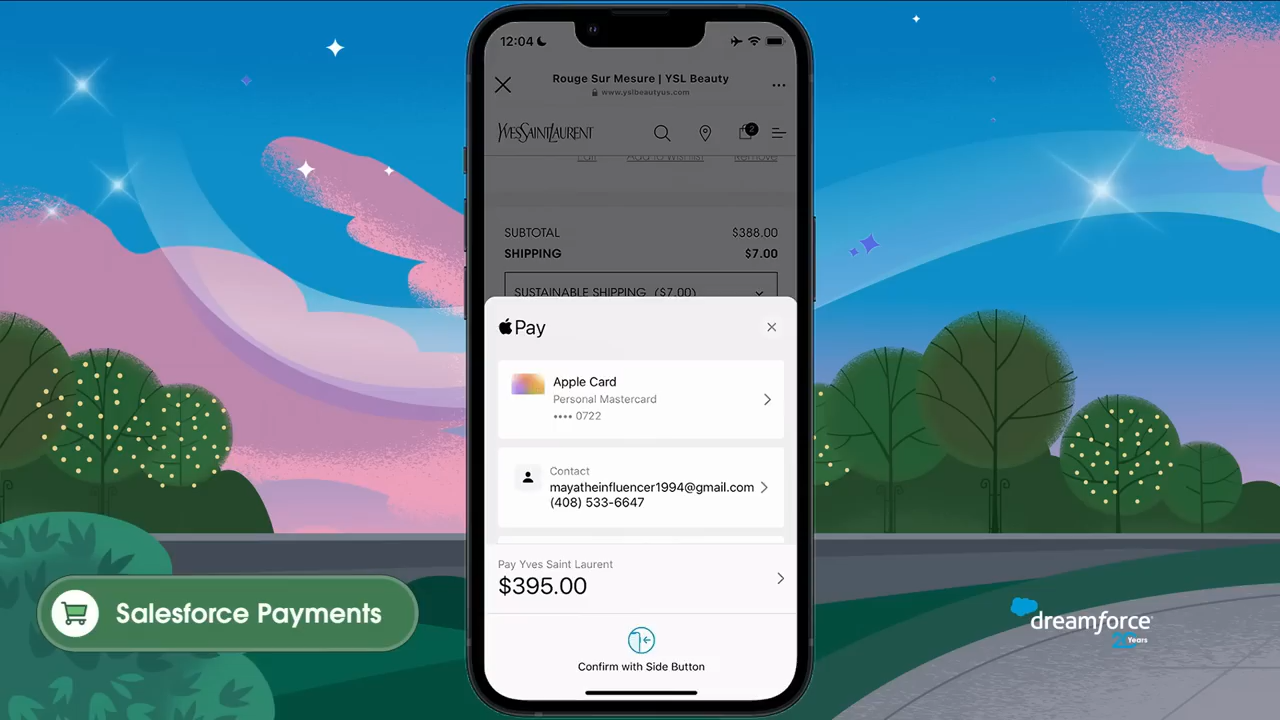 12:04
Rouge Sur Mesure | YSL Beauty
www.yslbeautyus.com
YVESSAINTLAURENT
2
SUBTOTAL $388.00
SHIPPING $7.00
SUSTAINABLE SHIPPING ($7.00)
Pay
Apple Card
Personal Mastercard
•••• 0722
Contact
mayatheinfluencer1994@gmail.com
(408) 533-6647
Pay Yves Saint Laurent
$395.00
Confirm with Side Button
Salesforce Payments
dreamforce
20 Years